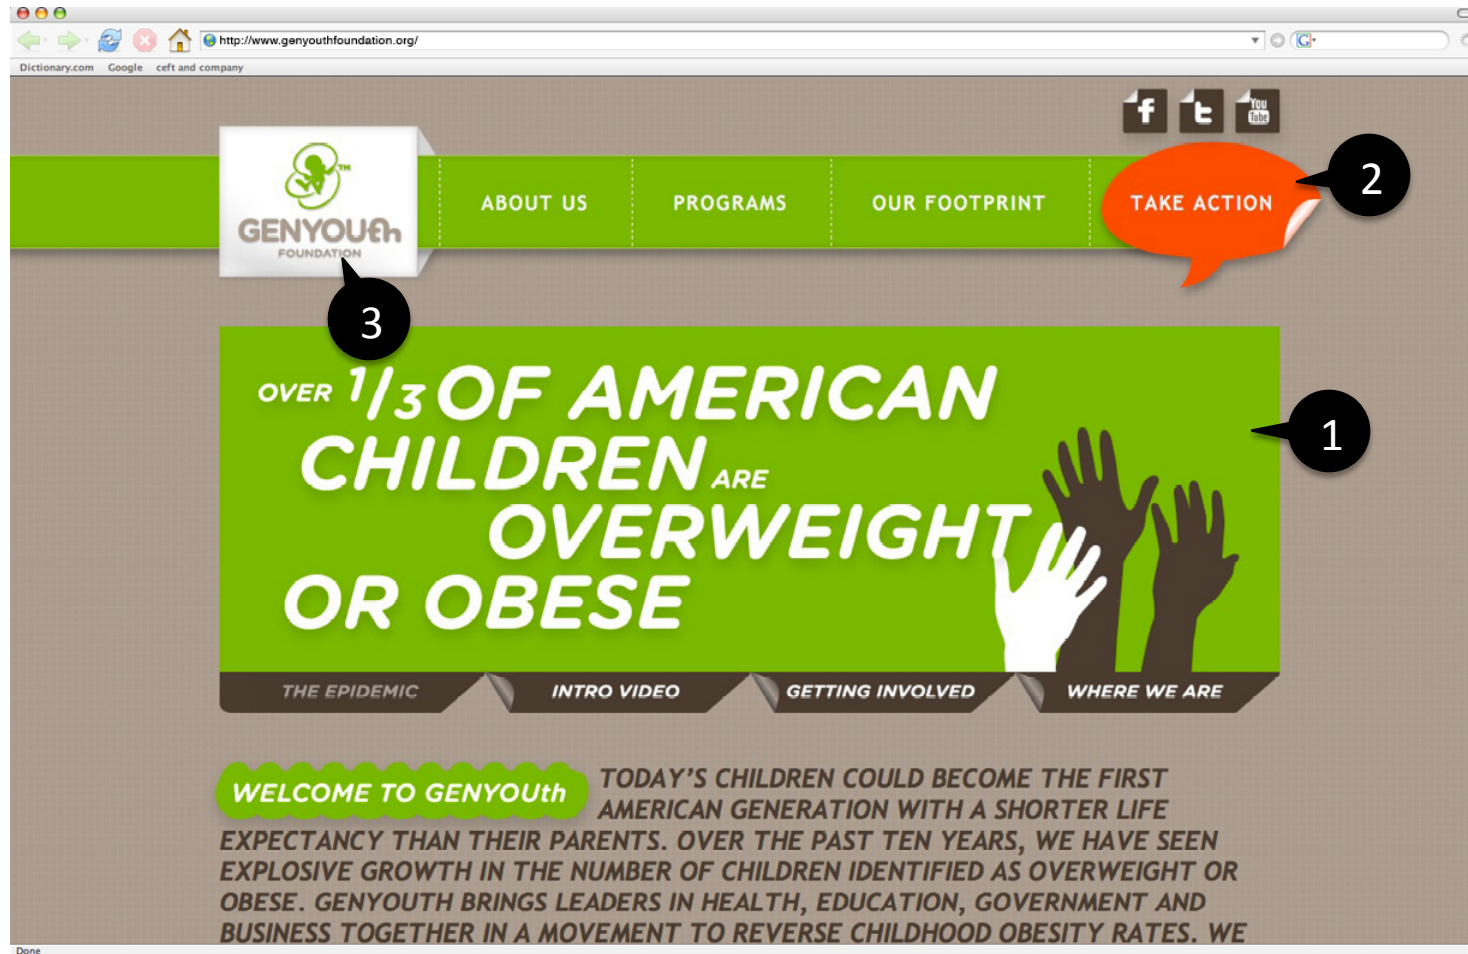 http://www.genyouthfoundation.org/
G
Dictionary.com Google ceft and company
f t You Tube
GENYOUth™
FOUNDATION
ABOUT US PROGRAMS OUR FOOTPRINT TAKE ACTION
2
3
OVER 1/3 OF AMERICAN
CHILDREN ARE
OVERWEIGHT
OR OBESE
1
THE EPIDEMIC INTRO VIDEO GETTING INVOLVED WHERE WE ARE
WELCOME TO GENYOUth TODAY'S CHILDREN COULD BECOME THE FIRST
AMERICAN GENERATION WITH A SHORTER LIFE
EXPECTANCY THAN THEIR PARENTS. OVER THE PAST TEN YEARS, WE HAVE SEEN
EXPLOSIVE GROWTH IN THE NUMBER OF CHILDREN IDENTIFIED AS OVERWEIGHT OR
OBESE. GENYOUTH BRINGS LEADERS IN HEALTH, EDUCATION, GOVERNMENT AND
BUSINESS TOGETHER IN A MOVEMENT TO REVERSE CHILDHOOD OBESITY RATES. WE
Done